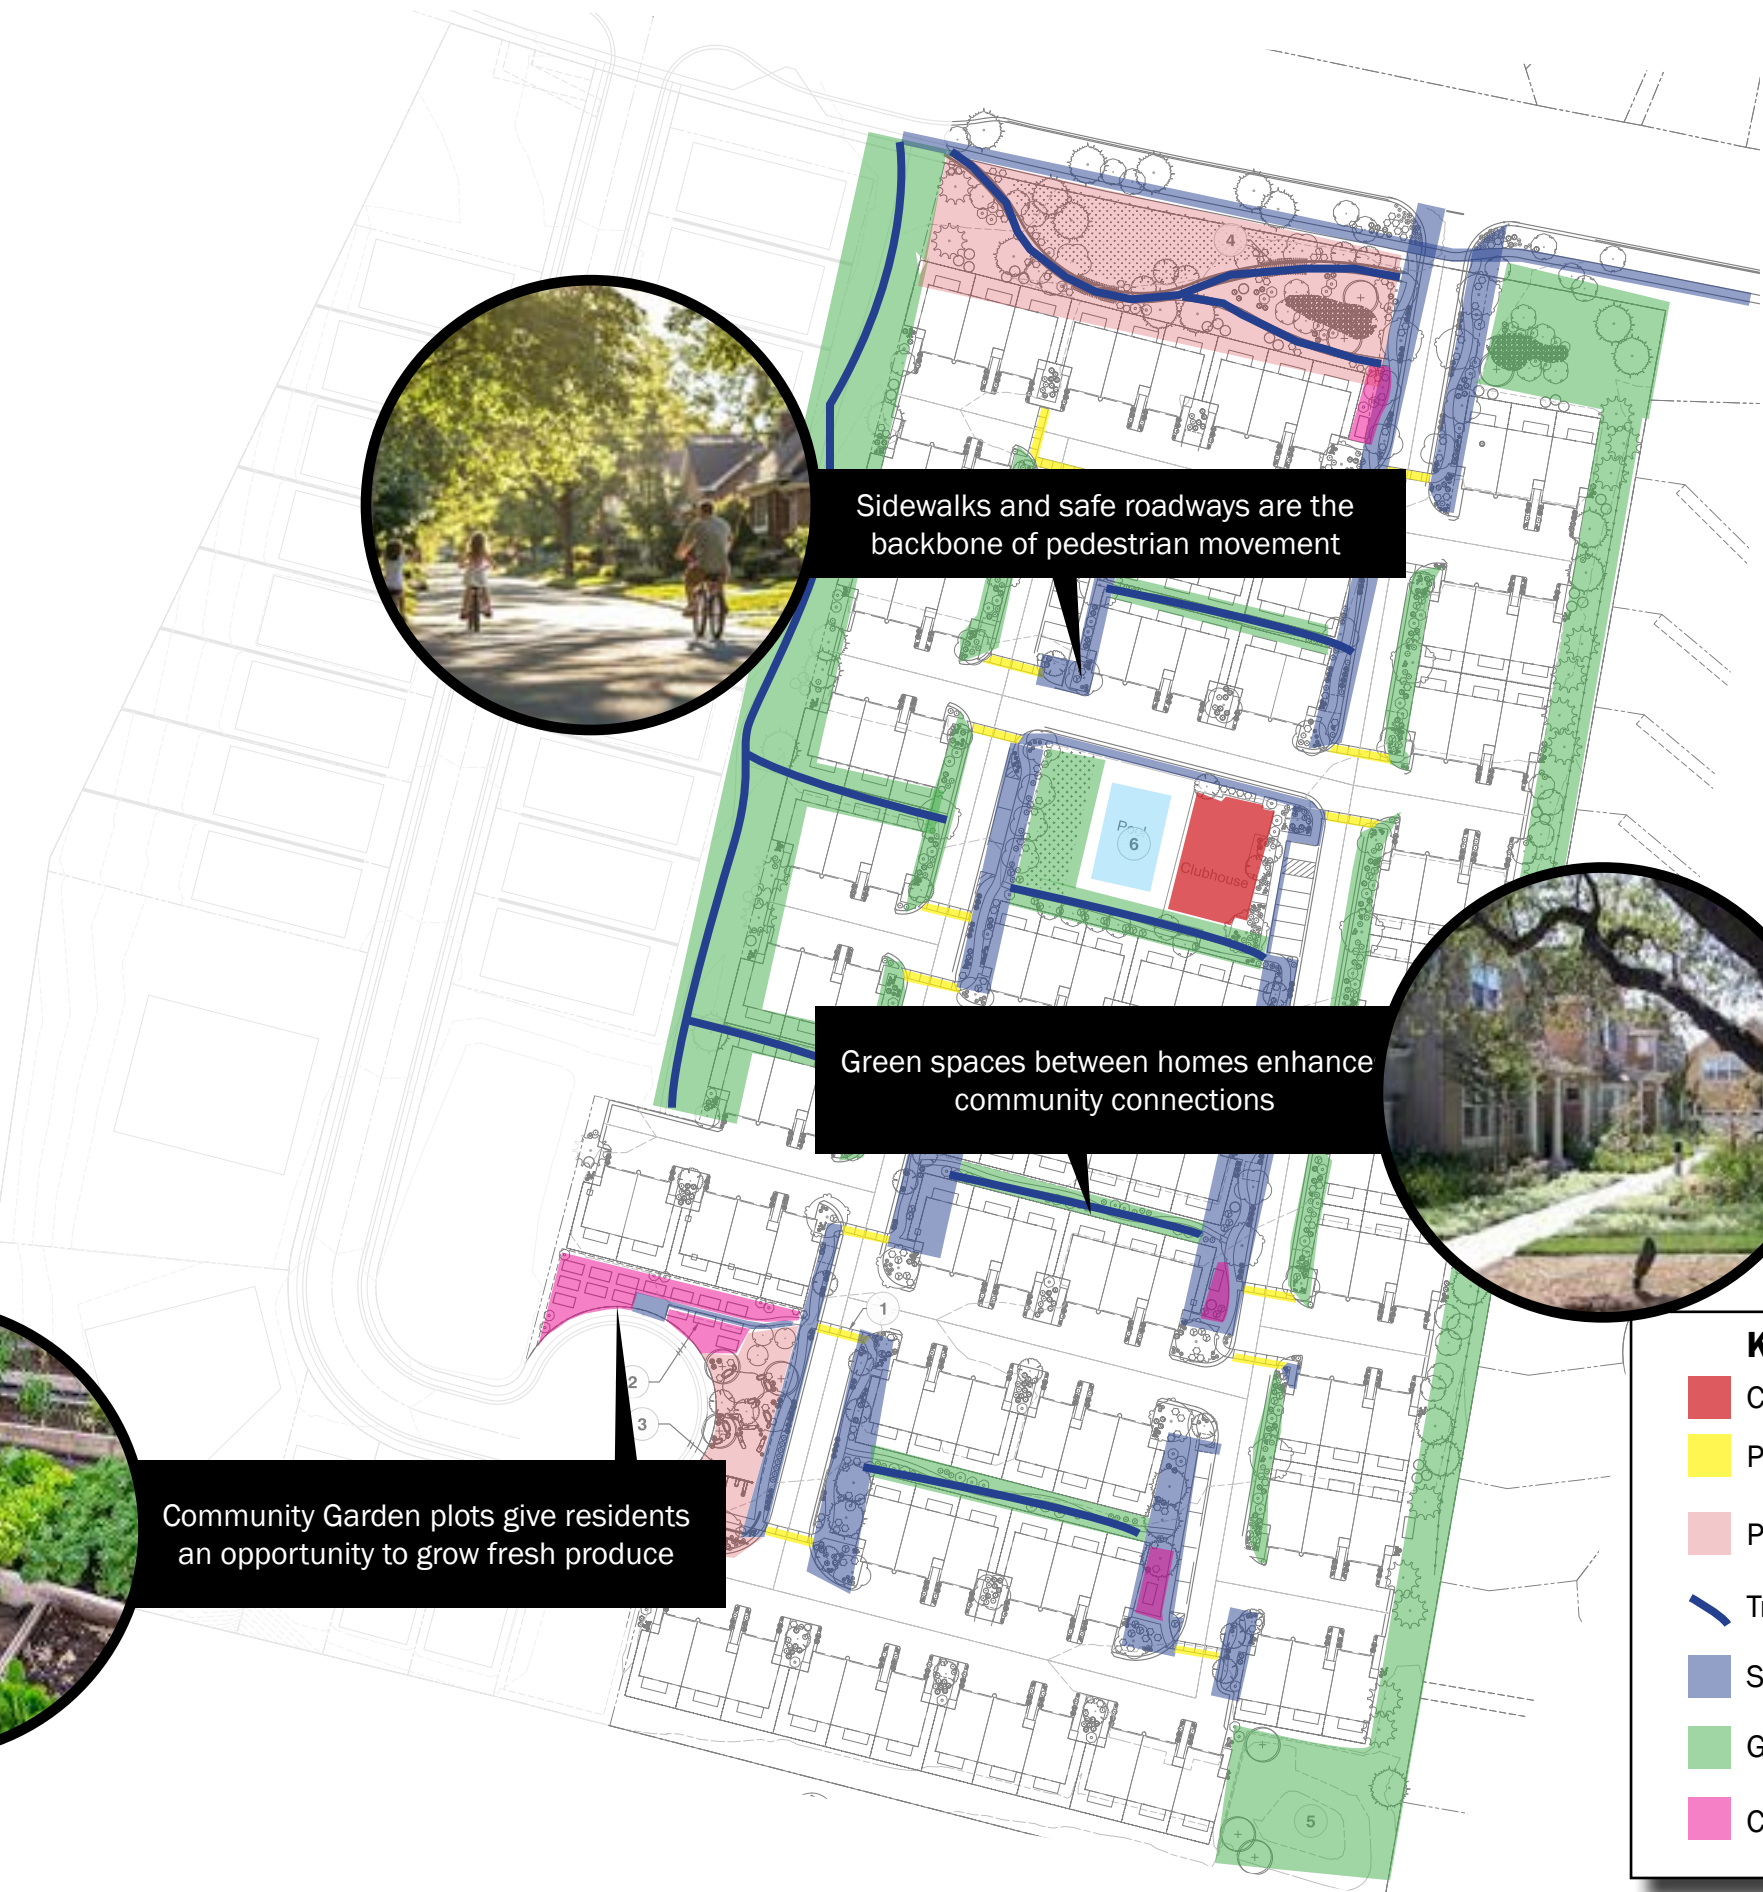 4
Sidewalks and safe roadways are the
backbone of pedestrian movement
6
Clubhouse
Green spaces between homes enhance
community connections
1
2
3
Community Garden plots give residents
an opportunity to grow fresh produce
5
K
C
P
P
T
S
G
C